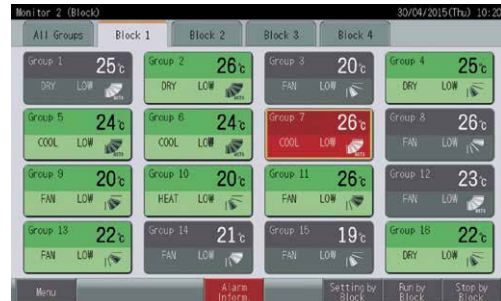 Monitor 2 (Block) 30/04/2015(Thu) 10:20
All Groups Block 1 Block 2 Block 3 Block 4
Group 1 25℃ Group 2 26℃ Group 3 20℃ Group 4 25℃
DRY LOW AUTO DRY LOW FAN LOW DRY LOW
Group 5 24℃ Group 6 24℃ Group 7 26℃ Group 8 26℃
COOL LOW AUTO COOL LOW AUTO COOL LOW AUTO FAN LOW
Group 9 20℃ Group 10 20℃ Group 11 26℃ Group 12 23℃
FAN LOW HEAT LOW FAN LOW FAN LOW AUTO
Group 13 22℃ Group 14 21℃ Group 15 19℃ Group 16 22℃
FAN LOW FAN LOW FAN LOW DRY LOW
Menu Alarm Inform. Setting by Block Run by Block Stop by Block